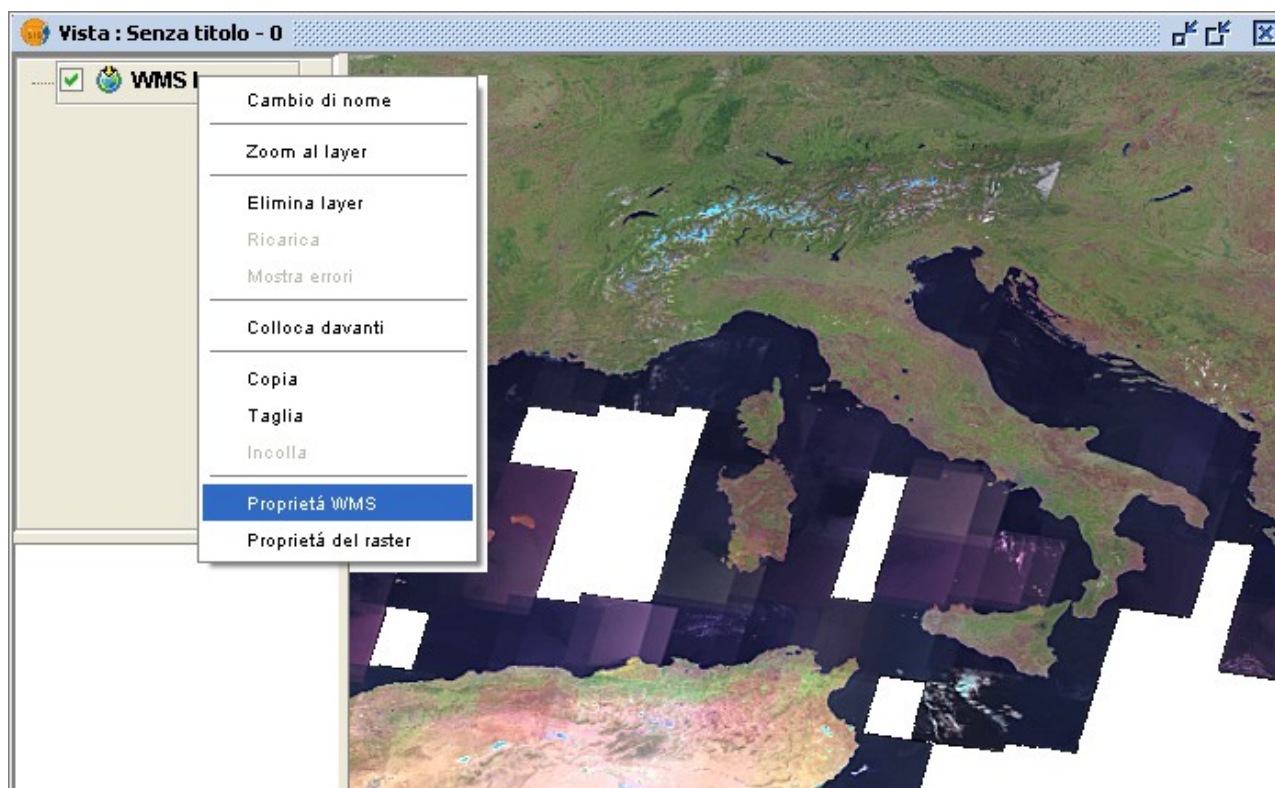 Vista : Senza titolo - 0
WMS
Cambio di nome
Zoom al layer
Elimina layer
Ricarica
Mostra errori
Colloca davanti
Copia
Taglia
Incolla
Proprietá WMS
Proprietá del raster